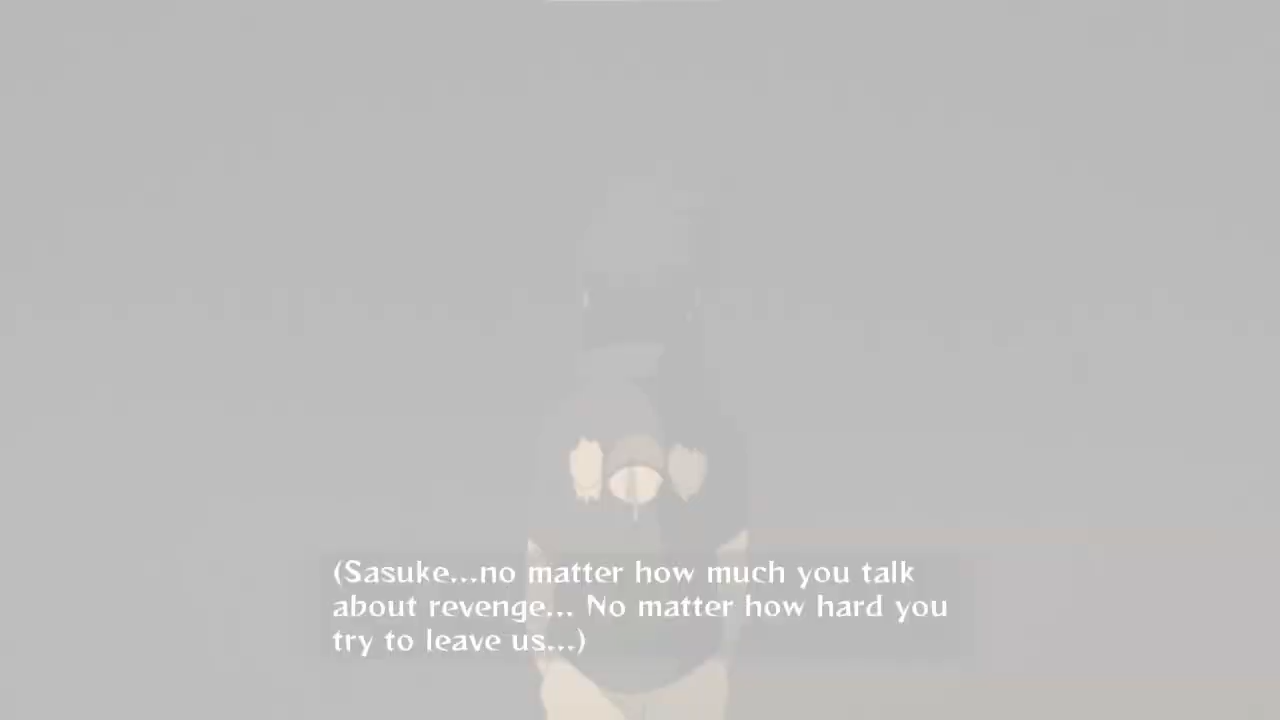 (Sasuke...no matter how much you talk
about revenge... No matter how hard you
try to leave us...)